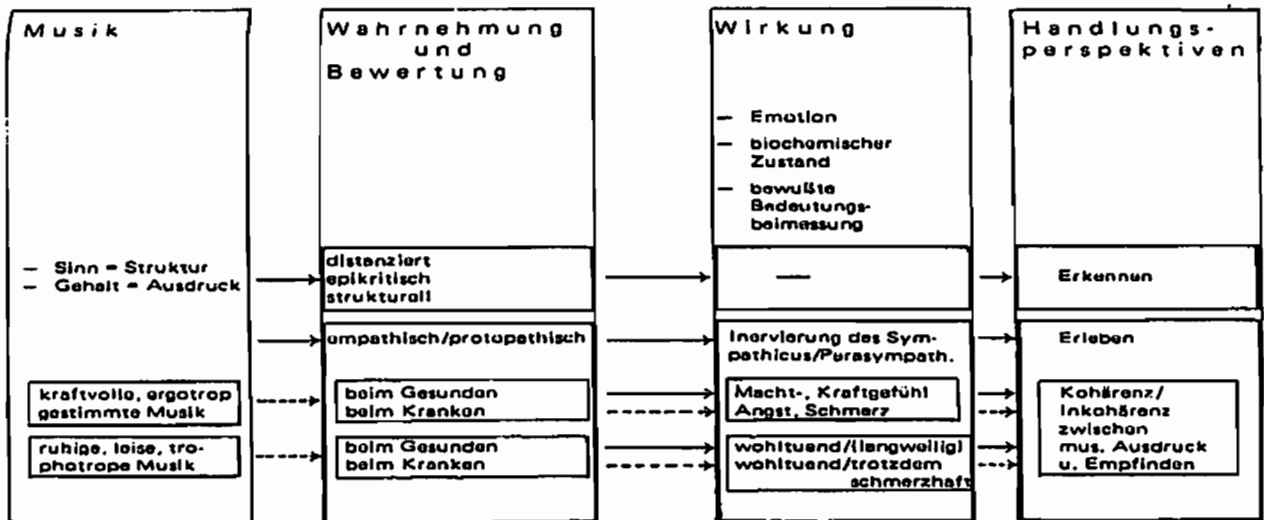 Musik
— Sinn = Struktur
— Gehalt = Ausdruck
kraftvolle, ergotrop
gestimmte Musik
ruhige, leise, tro-
photrope Musik
Wahrnehmung
und
Bewertung
distanziert
epikritisch
strukturell
empathisch/protopathisch
beim Gesunden
beim Kranken
beim Gesunden
beim Kranken
Wirkung
— Emotion
— biochemischer
Zustand
— bewußte
Bedeutungs-
beimessung
—
Inervierung des Sym-
pathicus/Parasympath.
Macht-, Kraftgefühl
Angst, Schmerz
wohltuend/(langweilig)
wohltuend/trotzdem
schmerzhaft
Handlungs-
perspektiven
Erkennen
Erleben
Kohärenz/
Inkohärenz
zwischen
mus. Ausdruck
u. Empfinden